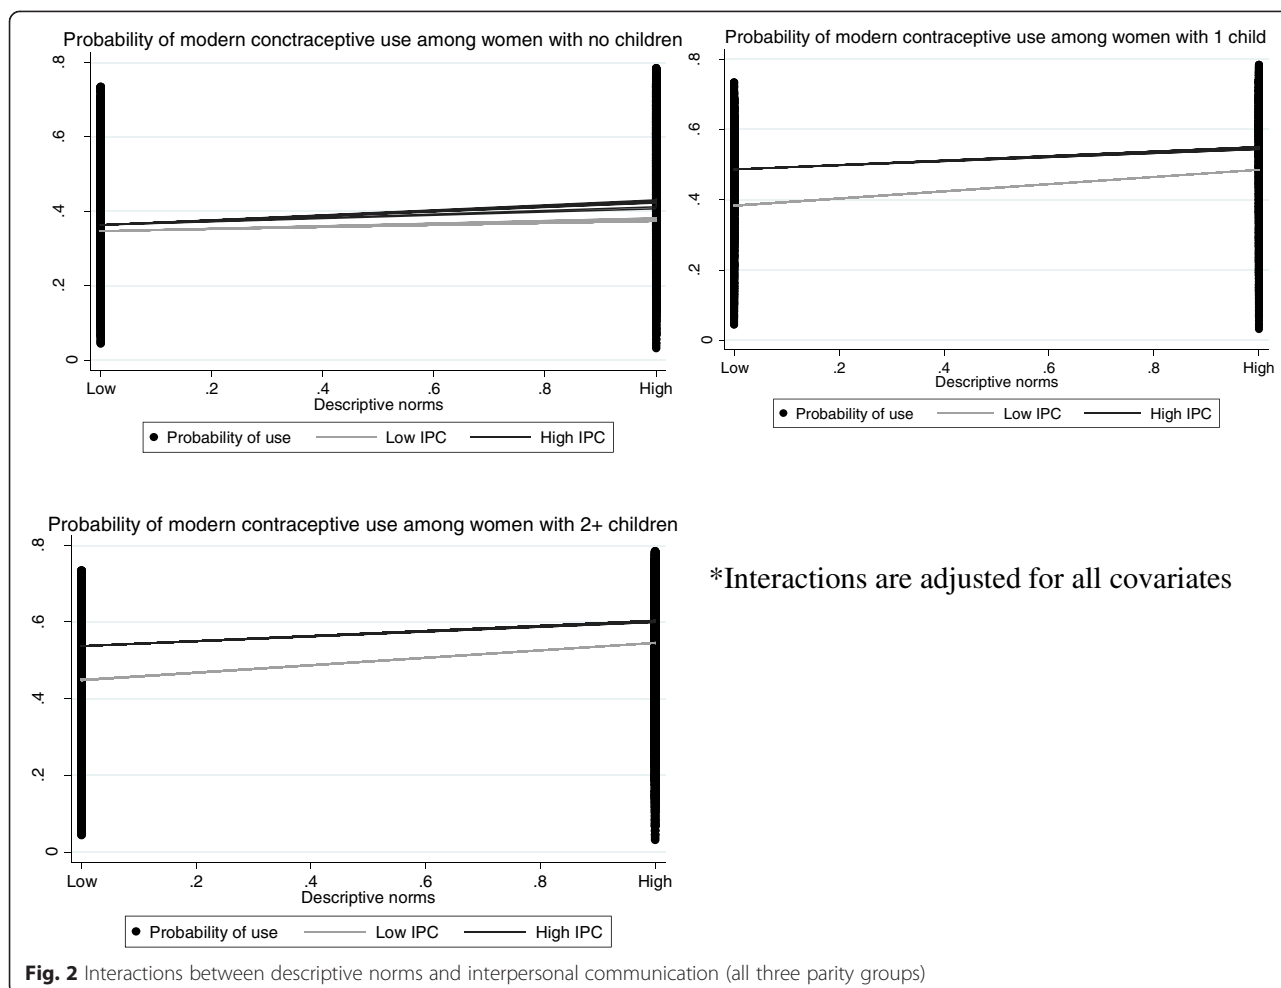 Probability of modern conctraceptive use among women with no children
.8
.6
.4
.2
0
Low .2 .4 .6 .8 High
Descriptive norms
Probability of use Low IPC High IPC
Probability of modern contraceptive use among women with 1 child
.8
.6
.4
.2
0
Low .2 .4 .6 .8 High
Descriptive norms
Probability of use Low IPC High IPC
Probability of modern contraceptive use among women with 2+ children
.8
.6
.4
.2
0
Low .2 .4 .6 .8 High
Descriptive norms
Probability of use Low IPC High IPC
*Interactions are adjusted for all covariates
Fig. 2 Interactions between descriptive norms and interpersonal communication (all three parity groups)